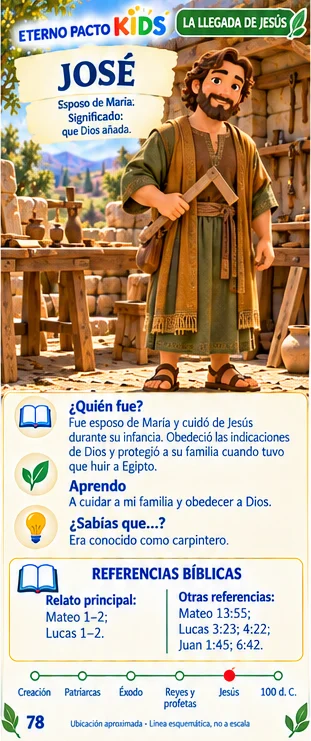 ETERNO PACTO KIDS
LA LLEGADA DE JESÚS
JOSÉ
Esposo de Maria.
Significado:
que Dios añada.
¿Quién fue?
Fue esposo de Maria y cuidó de Jesús
durante su infancia. Obedeció las indicaciones
de Dios y protegió a su familia cuando tuvo
que huir a Egipto.
Aprendo
A cuidar a mi familia y obedecer a Dios.
¿Sabías que...?
Era conocido como carpintero.
REFERENCIAS BÍBLICAS
Relato principal:
Mateo 1–2;
Lucas 1–2.
Otras referencias:
Mateo 13:55;
Lucas 3:23; 4:22;
Juan 1:45; 6:42.
Creación
Patriarcas
Éxodo
Reyes y
profetas
Jesús
100 d. C.
78
Ubicación aproximada • Linea esquemática, no a escala